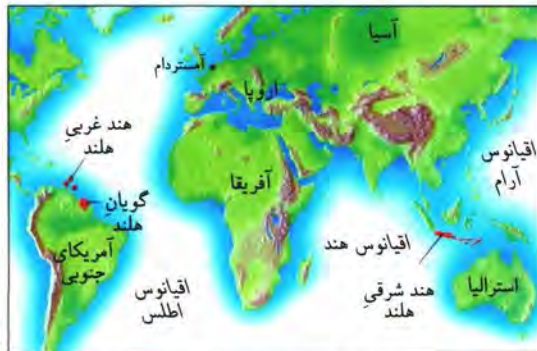 آسیا
آمستردام
اروپا
هند غربیِ
هلند
اقیانوس
آرام
گویانِ
هلند
آفریقا
آمریکای
جنوبی
اقیانوس هند
اقیانوس
اطلس
هند شرقیِ
هلند
استرالیا